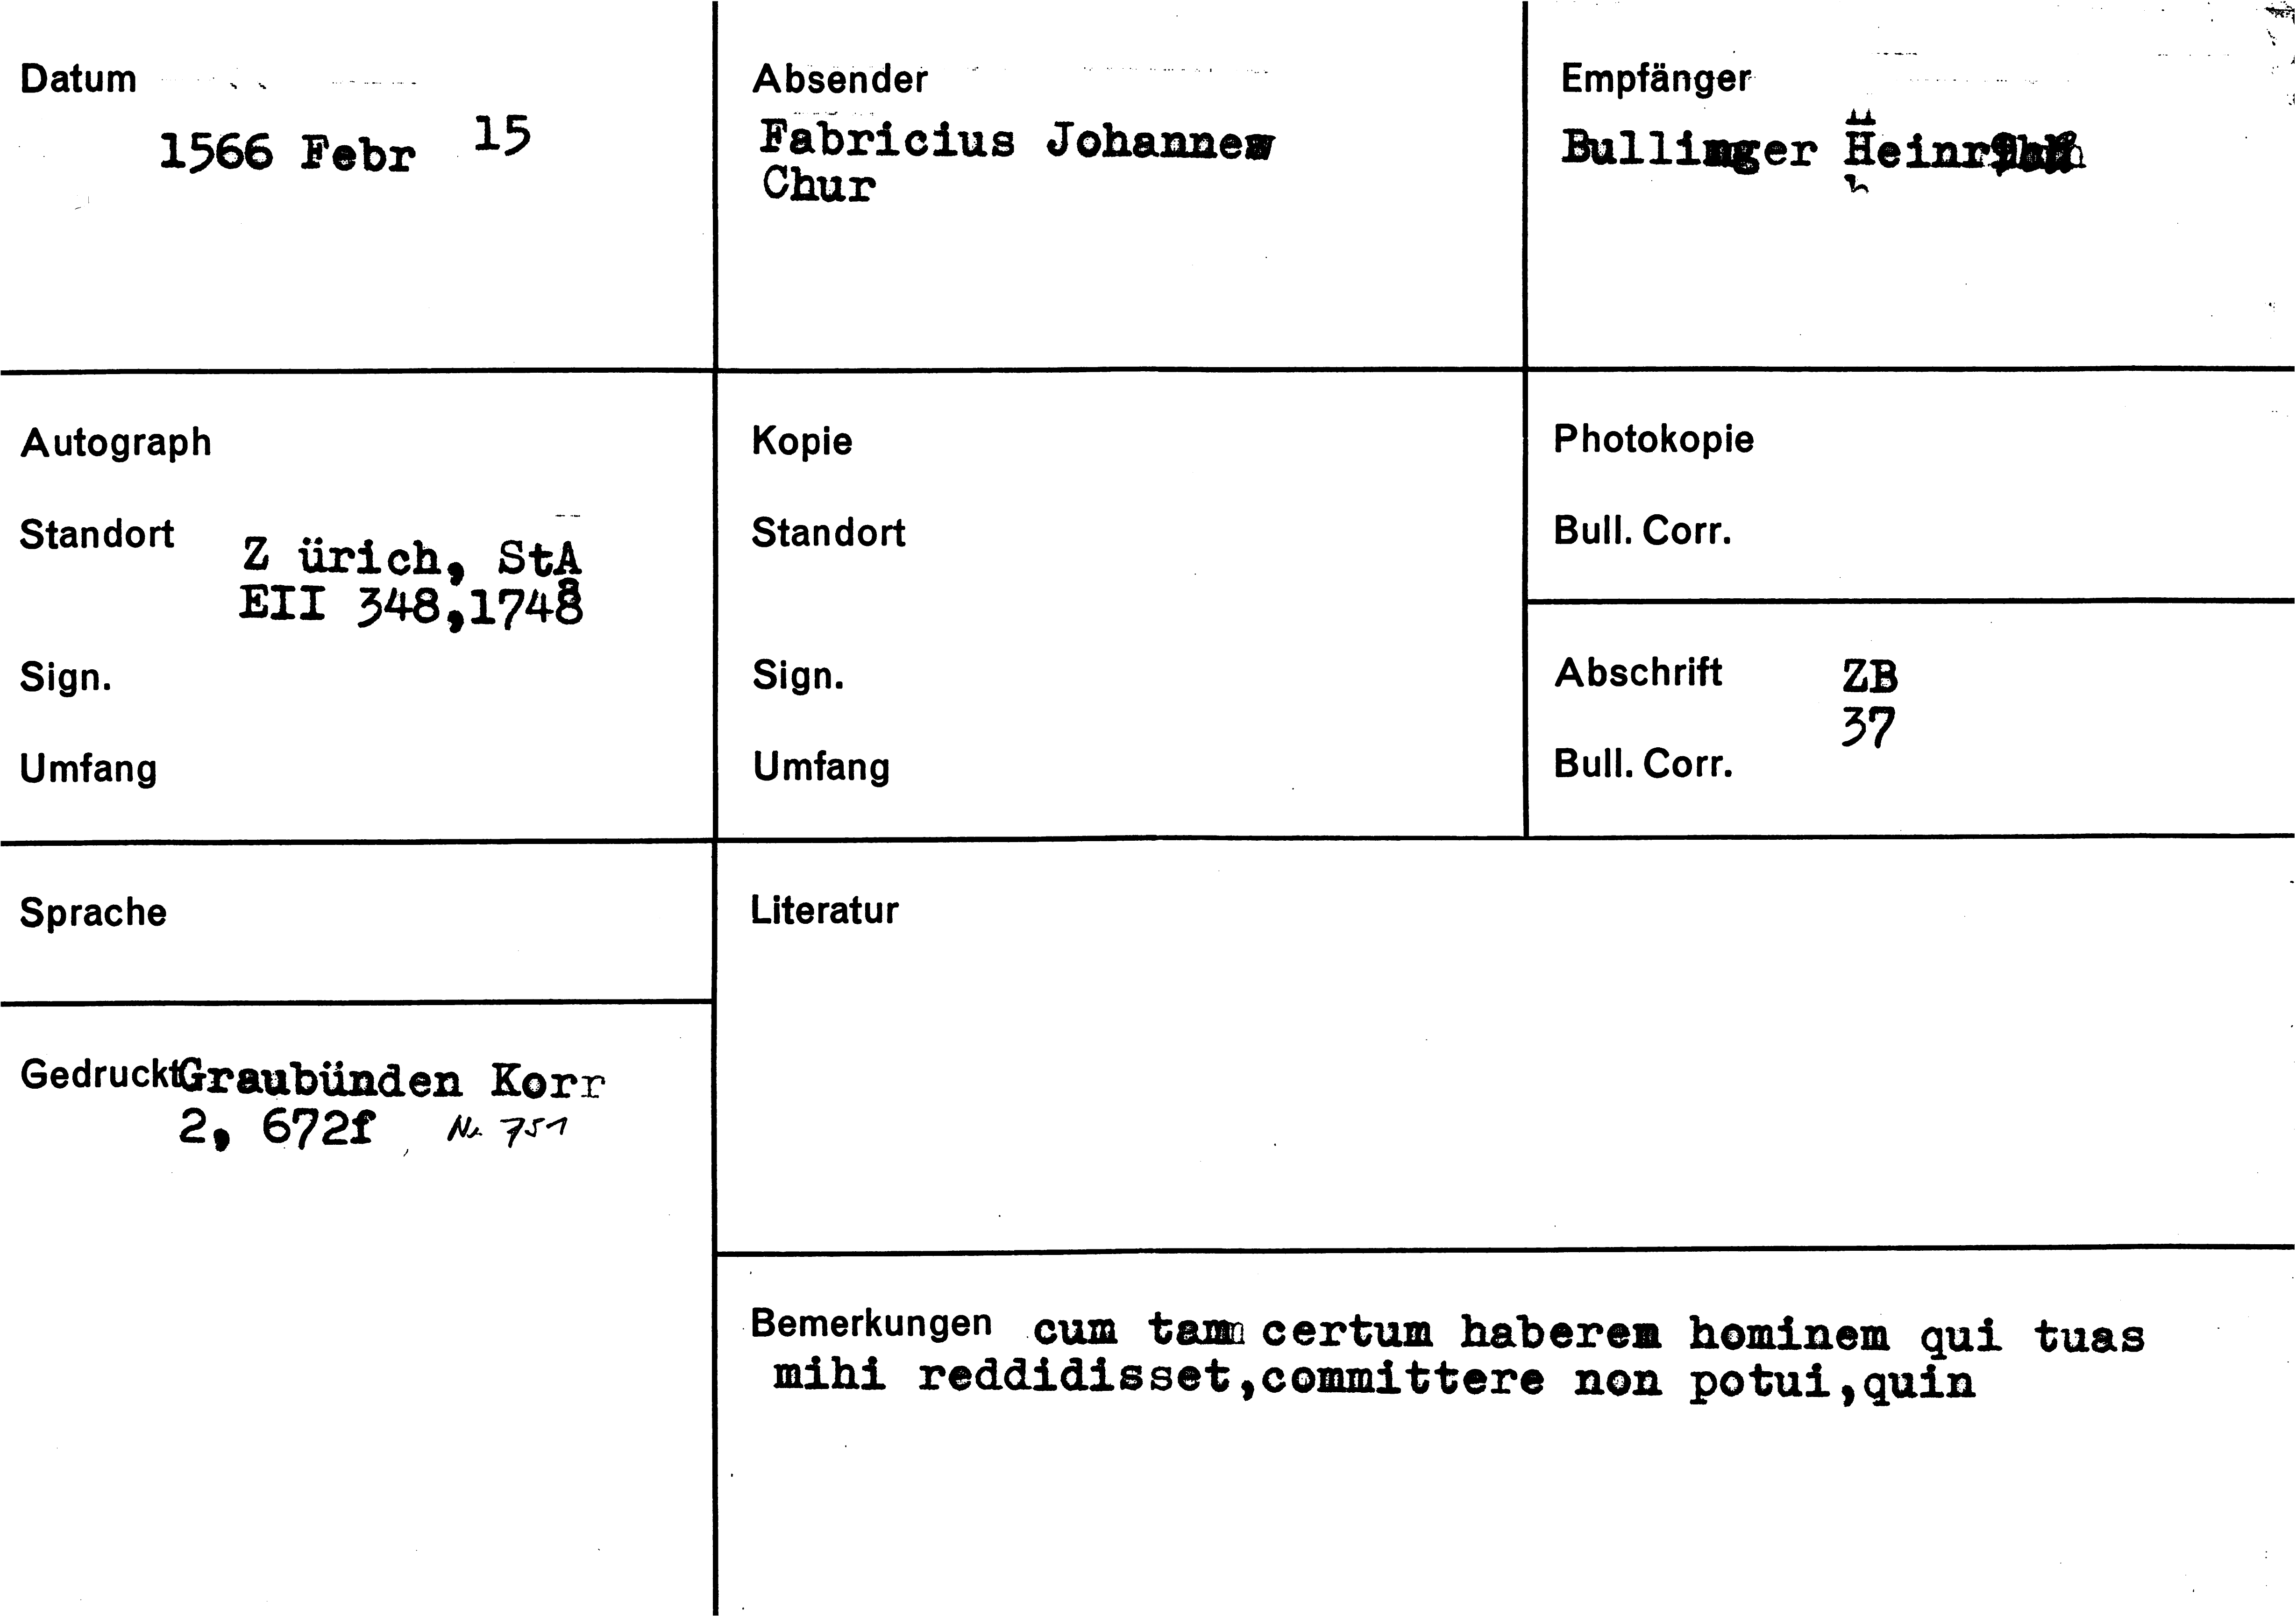 Datum
1566 Febr 15
Absender
Fabricius Johannes
Chur
Empfänger
Bullinger Heinrich
Autograph
Standort Z ürich, StA
EII 348,1748
Sign.
Umfang
Kopie
Standort
Sign.
Umfang
Photokopie
Bull. Corr.
Abschrift ZB
37
Bull. Corr.
Sprache
Literatur
Gedruckt Graubünden Korr
2, 672f Nr. 751
Bemerkungen cum tam certum haberem hominem qui tuas
mihi reddidisset,committere non potui,quin